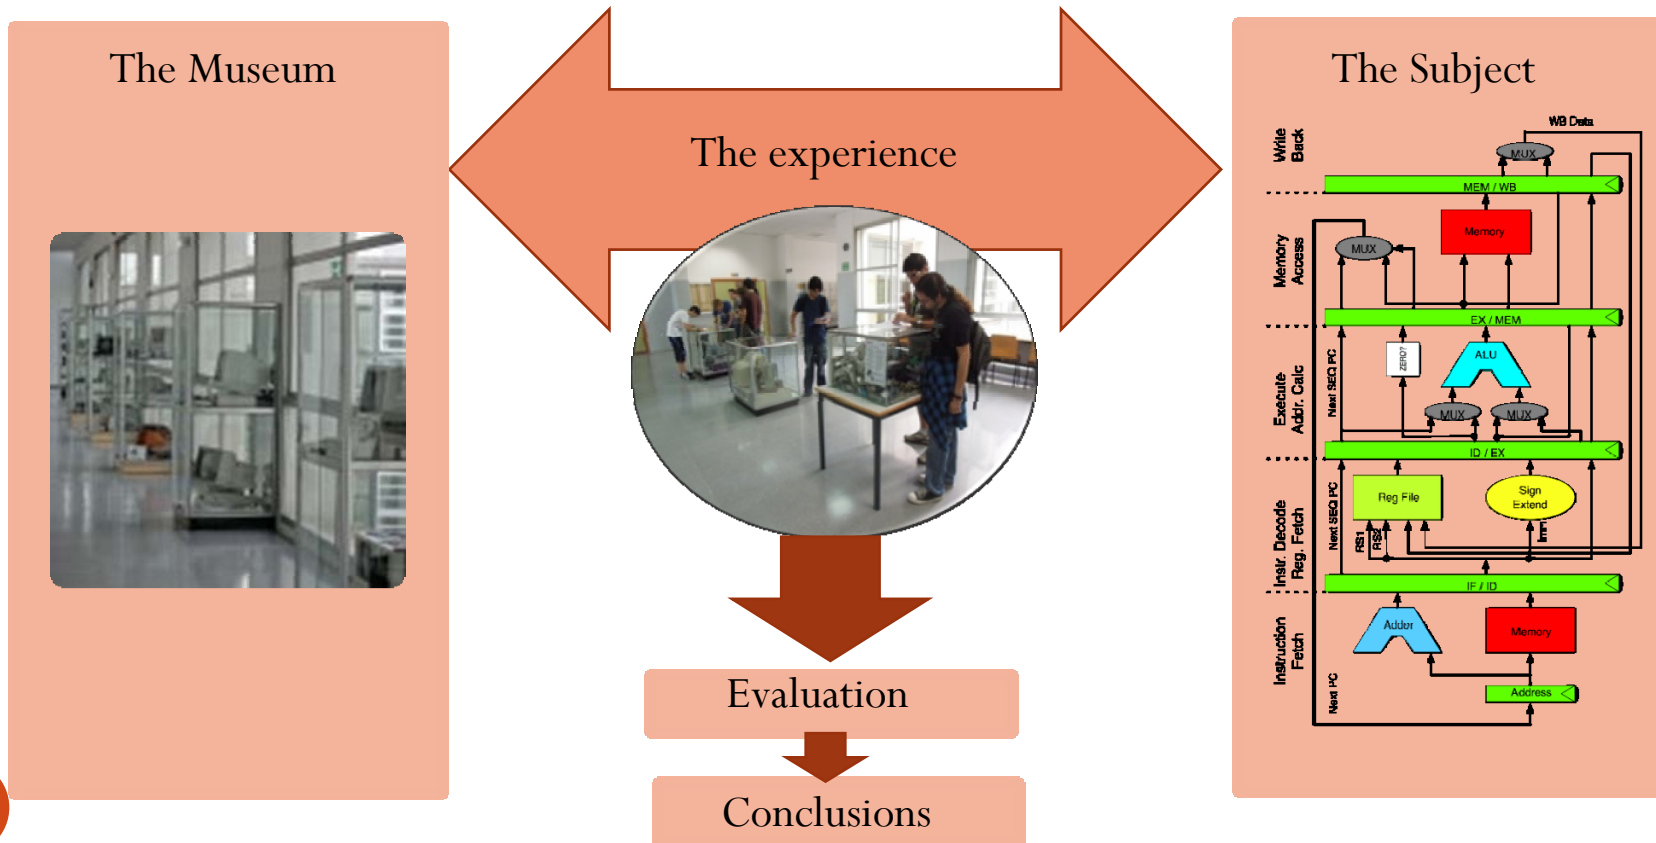 The Museum
The experience
Evaluation
Conclusions
The Subject
WB Data
Write
Back
MUX
MEM / WB
Memory
Access
MUX
Memory
EX / MEM
Execute
Addr. Calc
Next SEQ PC
ZERO?
ALU
MUX
MUX
ID / EX
Instr. Decode
Reg. Fetch
Next SEQ PC
Reg File
Sign
Extend
RS1
RS2
Imm
IF / ID
Instruction
Fetch
Adder
Memory
Next PC
Address